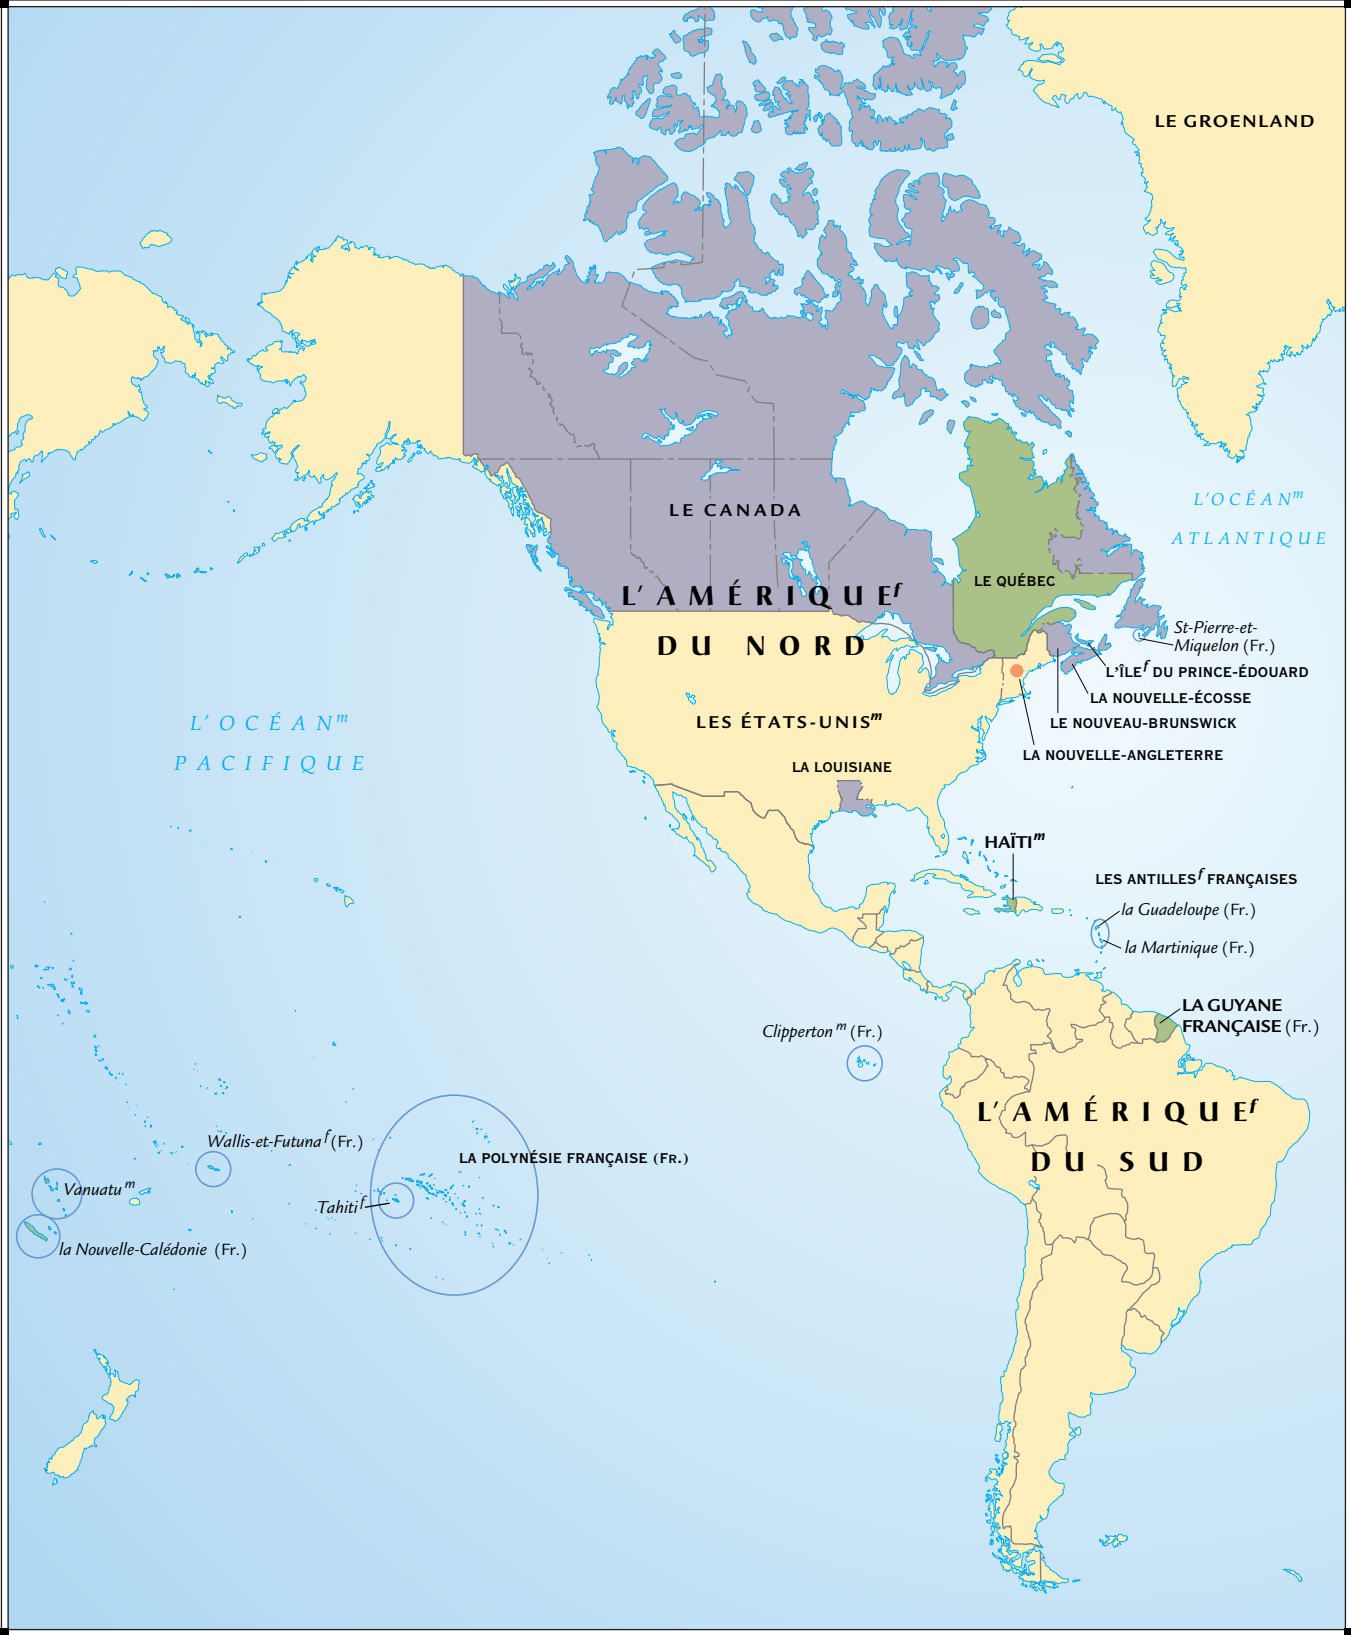 LE GROENLAND
L'OCÉANm
ATLANTIQUE
LE CANADA
LE QUÉBEC
L'AMÉRIQUEf
DU NORD
St-Pierre-et-
Miquelon (Fr.)
L'ÎLEf DU PRINCE-ÉDOUARD
LA NOUVELLE-ÉCOSSE
LE NOUVEAU-BRUNSWICK
LA NOUVELLE-ANGLETERRE
L'OCÉANm
PACIFIQUE
LES ÉTATS-UNISm
LA LOUISIANE
HAÏTIm
LES ANTILLESf FRANÇAISES
la Guadeloupe (Fr.)
la Martinique (Fr.)
LA GUYANE
FRANÇAISE (Fr.)
Clippertonm (Fr.)
L'AMÉRIQUEf
DU SUD
Wallis-et-Futunaf (Fr.)
LA POLYNÉSIE FRANÇAISE (FR.)
Vanuatum
Tahitif
la Nouvelle-Calédonie (Fr.)